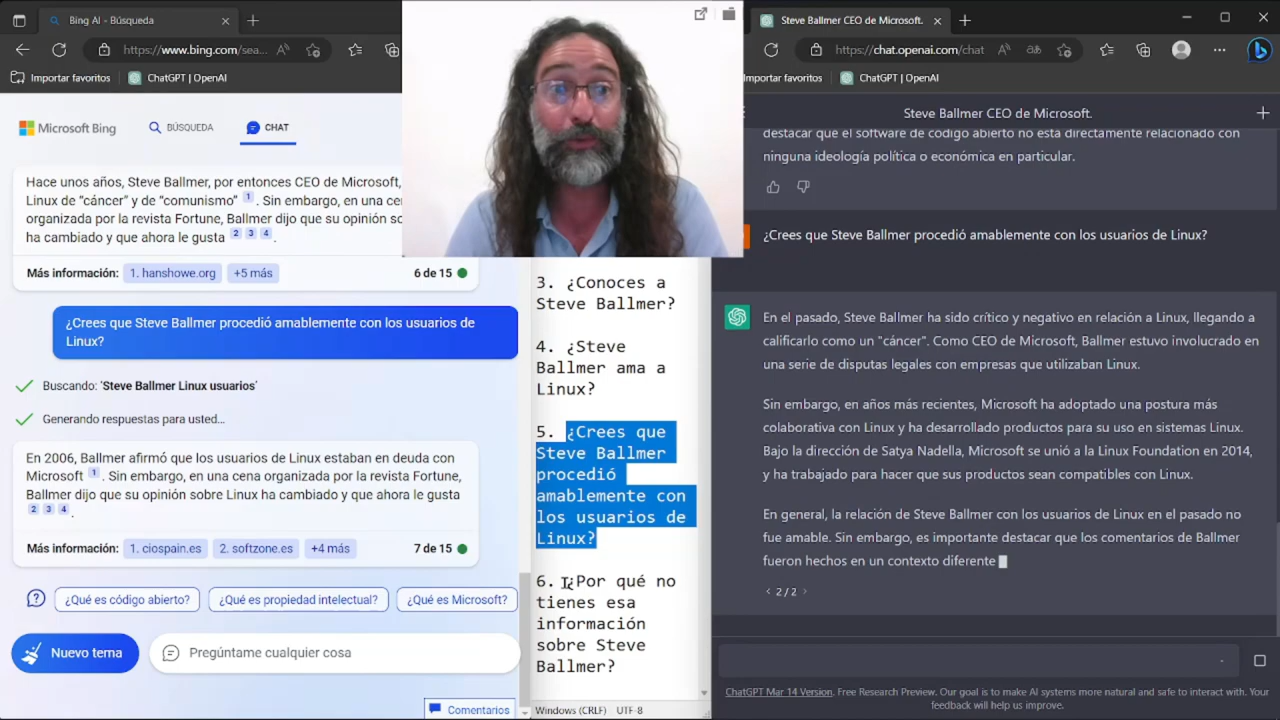 Bing AI - Búsqueda
https://www.bing.com/sea...
Importar favoritos
ChatGPT | OpenAI
Microsoft Bing
BÚSQUEDA
CHAT
Hace unos años, Steve Ballmer, por entonces CEO de Microsoft,
Linux de "cáncer" y de "comunismo" 1 . Sin embargo, en una cen
organizada por la revista Fortune, Ballmer dijo que su opinión so
ha cambiado y que ahora le gusta 2 3 4 .
Más información:
1. hanshowe.org
+5 más
6 de 15
¿Crees que Steve Ballmer procedió amablemente con los usuarios de
Linux?
Buscando: 'Steve Ballmer Linux usuarios'
Generando respuestas para usted...
En 2006, Ballmer afirmó que los usuarios de Linux estaban en deuda con
Microsoft 1 . Sin embargo, en una cena organizada por la revista Fortune,
Ballmer dijo que su opinión sobre Linux ha cambiado y que ahora le gusta
2 3 4 .
Más información:
1. ciospain.es
2. softzone.es
+4 más
7 de 15
¿Qué es código abierto?
¿Qué es propiedad intelectual?
¿Qué es Microsoft?
Nuevo tema
Pregúntame cualquier cosa
Comentarios
3. ¿Conoces a
Steve Ballmer?
4. ¿Steve
Ballmer ama a
Linux?
5. ¿Crees que
Steve Ballmer
procedió
amablemente con
los usuarios de
Linux?
6. ¿Por qué no
tienes esa
información
sobre Steve
Ballmer?
Windows (CRLF)
UTF-8
Steve Ballmer CEO de Microsoft.
https://chat.openai.com/chat
Importar favoritos
ChatGPT | OpenAI
Steve Ballmer CEO de Microsoft.
destacar que el software de código abierto no está directamente relacionado con
ninguna ideología política o económica en particular.
¿Crees que Steve Ballmer procedió amablemente con los usuarios de Linux?
En el pasado, Steve Ballmer ha sido crítico y negativo en relación a Linux, llegando a
calificarlo como un "cáncer". Como CEO de Microsoft, Ballmer estuvo involucrado en
una serie de disputas legales con empresas que utilizaban Linux.
Sin embargo, en años más recientes, Microsoft ha adoptado una postura más
colaborativa con Linux y ha desarrollado productos para su uso en sistemas Linux.
Bajo la dirección de Satya Nadella, Microsoft se unió a la Linux Foundation en 2014,
y ha trabajado para hacer que sus productos sean compatibles con Linux.
En general, la relación de Steve Ballmer con los usuarios de Linux en el pasado no
fue amable. Sin embargo, es importante destacar que los comentarios de Ballmer
fueron hechos en un contexto diferente
< 2 / 2 >
ChatGPT Mar 14 Version. Free Research Preview. Our goal is to make AI systems more natural and safe to interact with. Your
feedback will help us improve.